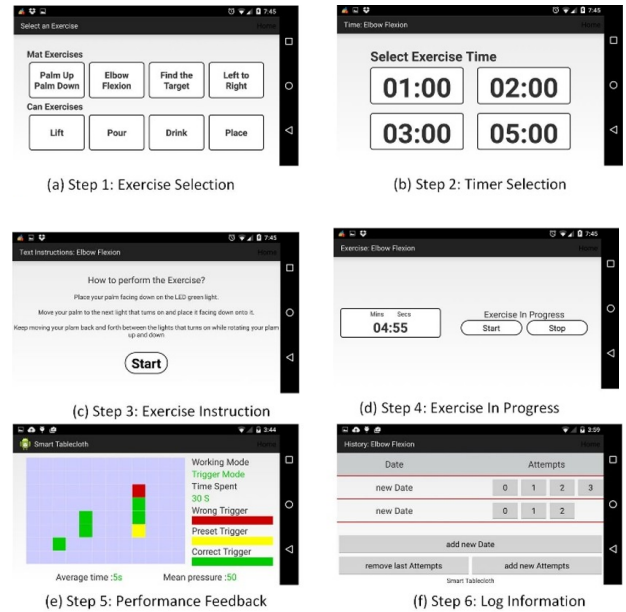 7:45
Select an Exercise Home
Mat Exercises
Palm Up Palm Down
Elbow Flexion
Find the Target
Left to Right
Can Exercises
Lift Pour Drink Place
(a) Step 1: Exercise Selection
7:45
Time: Elbow Flexion Home
Select Exercise Time
01:00 02:00
03:00 05:00
(b) Step 2: Timer Selection
7:45
Text Instructions: Elbow Flexion Home
How to perform the Exercise?
Place your palm facing down on the LED green light.
Move your palm to the next light that turns on and place it facing down onto it.
Keep moving your plam back and forth between the lights that turns on while rotating your plam
up and down
Start
(c) Step 3: Exercise Instruction
7:45
Exercise: Elbow Flexion Home
Mins Secs
04:55
Exercise In Progress
Start Stop
(d) Step 4: Exercise In Progress
3:44
Smart Tablecloth Home
Working Mode
Trigger Mode
Time Spent
30 S
Wrong Trigger
Preset Trigger
Correct Trigger
Average time :5s Mean pressure :50
(e) Step 5: Performance Feedback
3:59
History: Elbow Flexion Home
Date Attempts
new Date 0 1 2 3
new Date 0 1 2
add new Date
remove last Attempts add new Attempts
Smart Tablecloth
(f) Step 6: Log Information